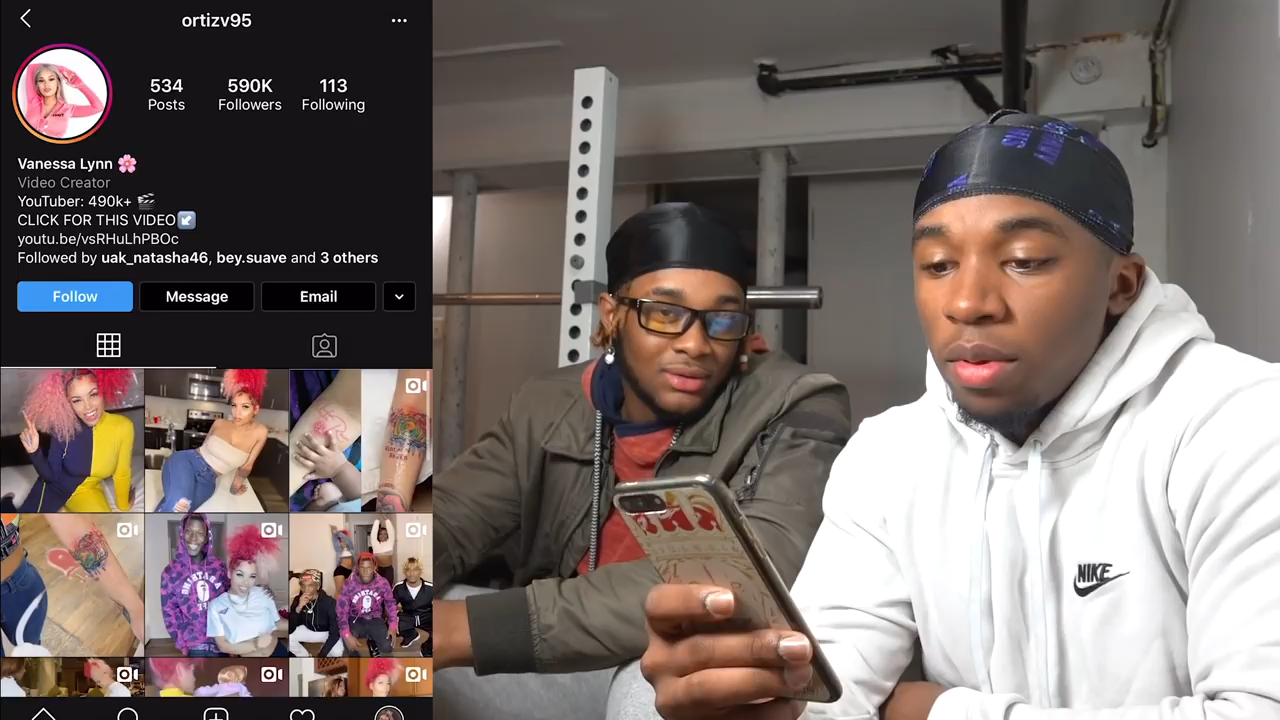 ortizv95
534
590K
113
Posts
Followers
Following
Vanessa Lynn 🌸
Video Creator
YouTuber: 490k+ 🎬
CLICK FOR THIS VIDEO↙️
youtu.be/vsRHuLhPBOc
Followed by uak_natasha46, bey.suave and 3 others
Follow
Message
Email
NIKE